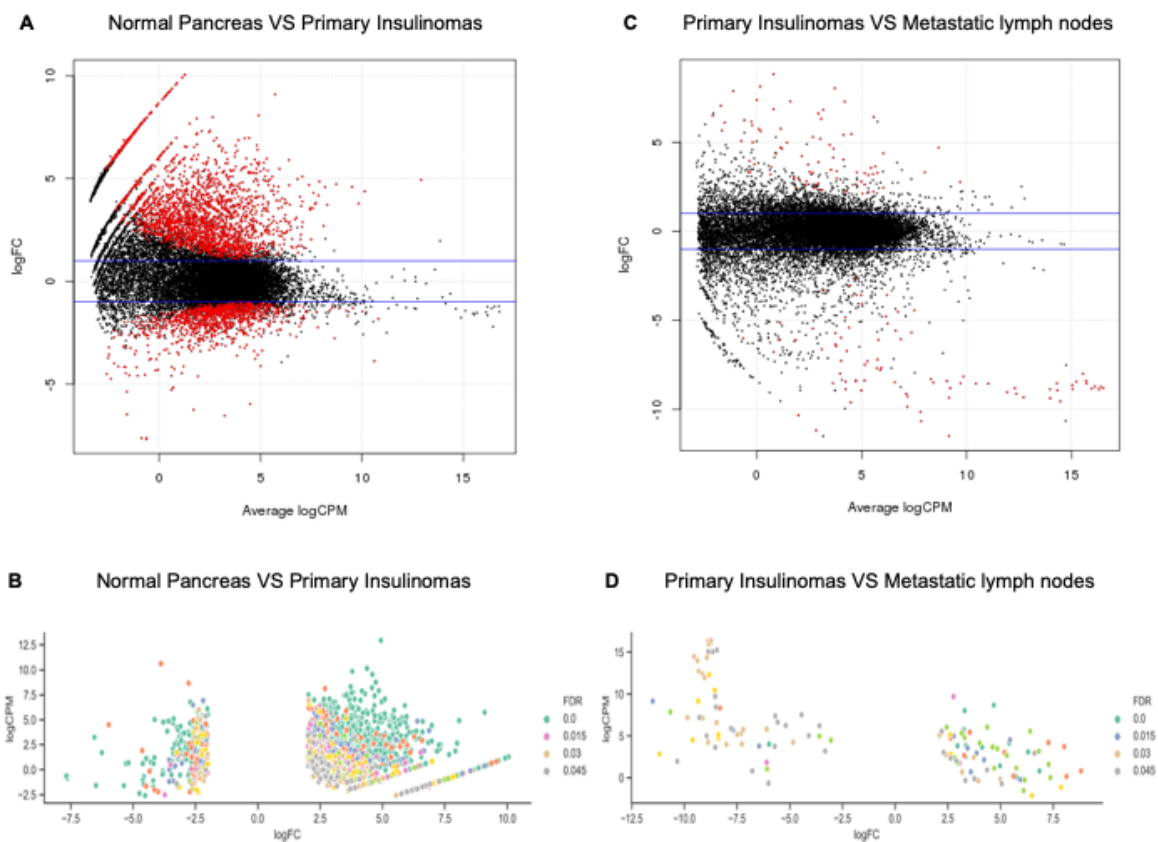 A Normal Pancreas VS Primary Insulinomas
10
5
0
-5
logFC
0 5 10 15
Average logCPM
C Primary Insulinomas VS Metastatic lymph nodes
5
0
-5
-10
logFC
0 5 10 15
Average logCPM
B Normal Pancreas VS Primary Insulinomas
12.5
10.0
7.5
5.0
2.5
0.0
-2.5
logCPM
-7.5 -5.0 -2.5 0.0 2.5 5.0 7.5 10.0
logFC
FDR
0.0
0.015
0.03
0.045
D Primary Insulinomas VS Metastatic lymph nodes
15
10
5
0
logCPM
-12.5 -10.0 -7.5 -5.0 -2.5 0.0 2.5 5.0 7.5
logFC
FDR
0.0
0.015
0.03
0.045